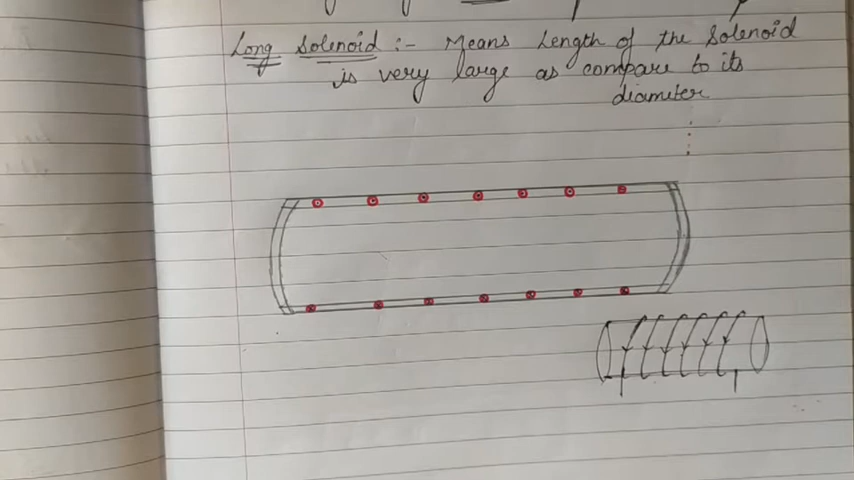 Long Solenoid :- Means Length of the Solenoid
is very large as compare to its
diameter